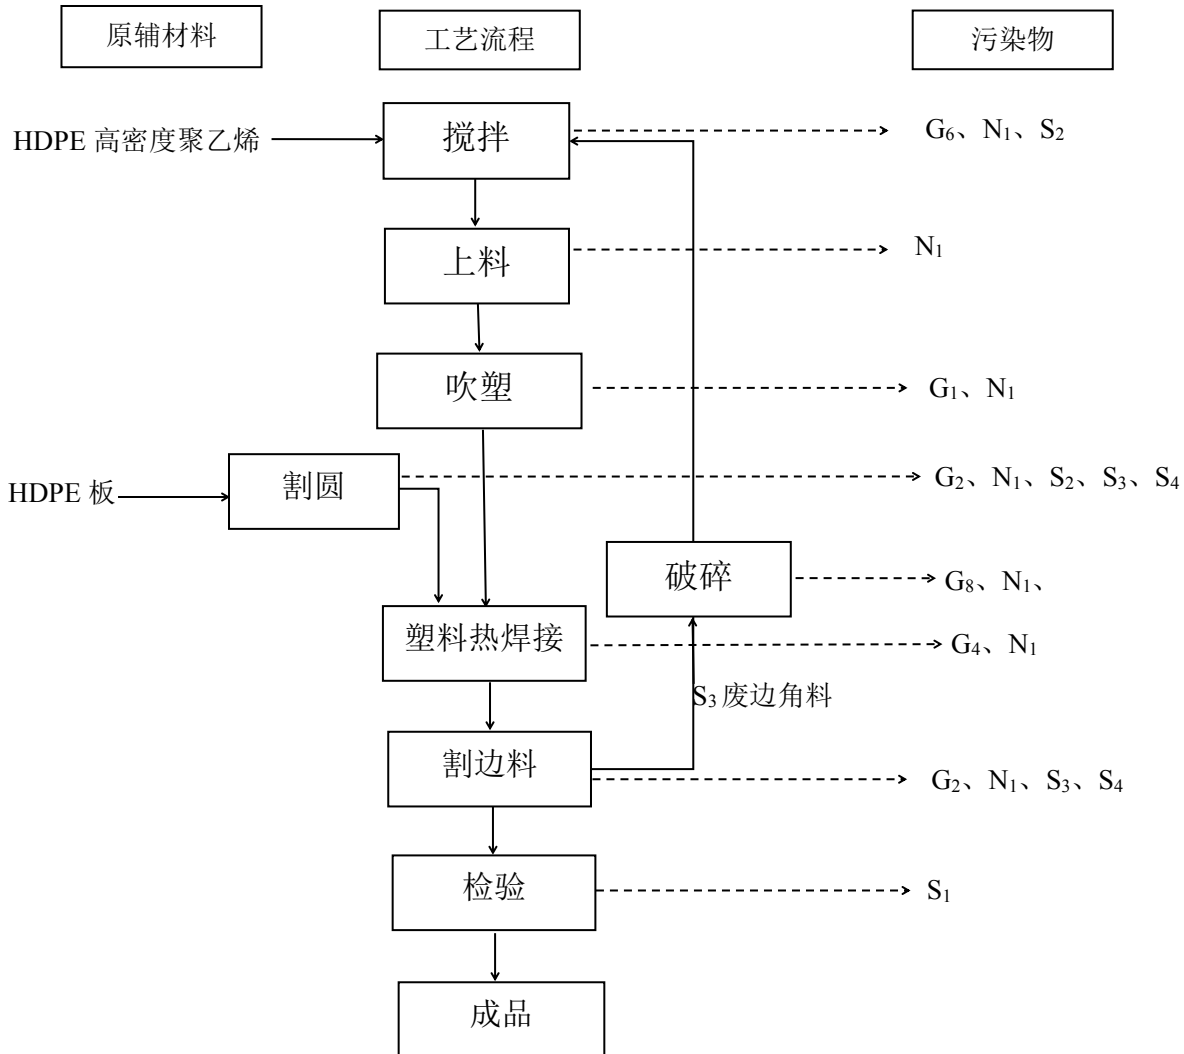 原辅材料
工艺流程
污染物
HDPE 高密度聚乙烯
搅拌
G₆、N₁、S₂
上料
N₁
吹塑
G₁、N₁
HDPE 板
割圆
G₂、N₁、S₂、S₃、S₄
破碎
G₈、N₁、
塑料热焊接
G₄、N₁
S₃废边角料
割边料
G₂、N₁、S₃、S₄
检验
S₁
成品